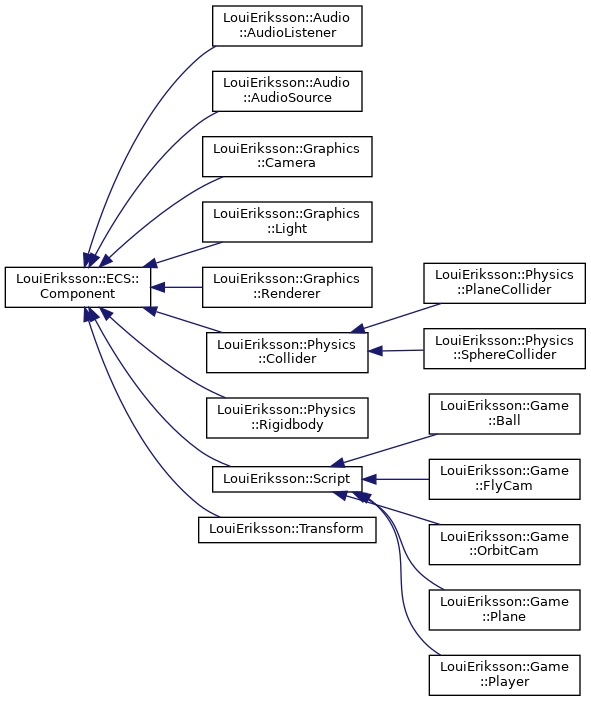 LouiEriksson::Audio
::AudioListener
LouiEriksson::Audio
::AudioSource
LouiEriksson::Graphics
::Camera
LouiEriksson::Graphics
::Light
LouiEriksson::ECS::
Component
LouiEriksson::Graphics
::Renderer
LouiEriksson::Physics
::Collider
LouiEriksson::Physics
::Rigidbody
LouiEriksson::Script
LouiEriksson::Transform
LouiEriksson::Physics
::PlaneCollider
LouiEriksson::Physics
::SphereCollider
LouiEriksson::Game
::Ball
LouiEriksson::Game
::FlyCam
LouiEriksson::Game
::OrbitCam
LouiEriksson::Game
::Plane
LouiEriksson::Game
::Player